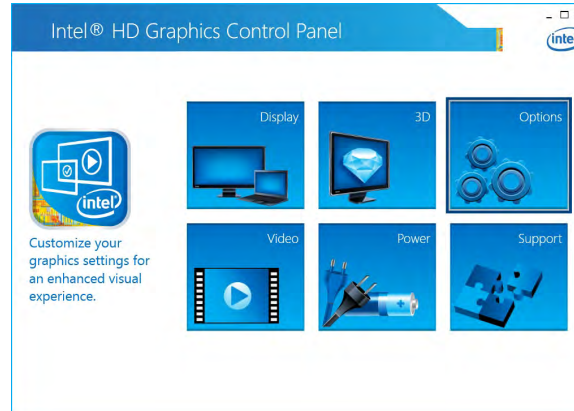 Intel® HD Graphics Control Panel
intel
Display
3D
Options
intel
Customize your
graphics settings for
an enhanced visual
experience.
Video
Power
Support